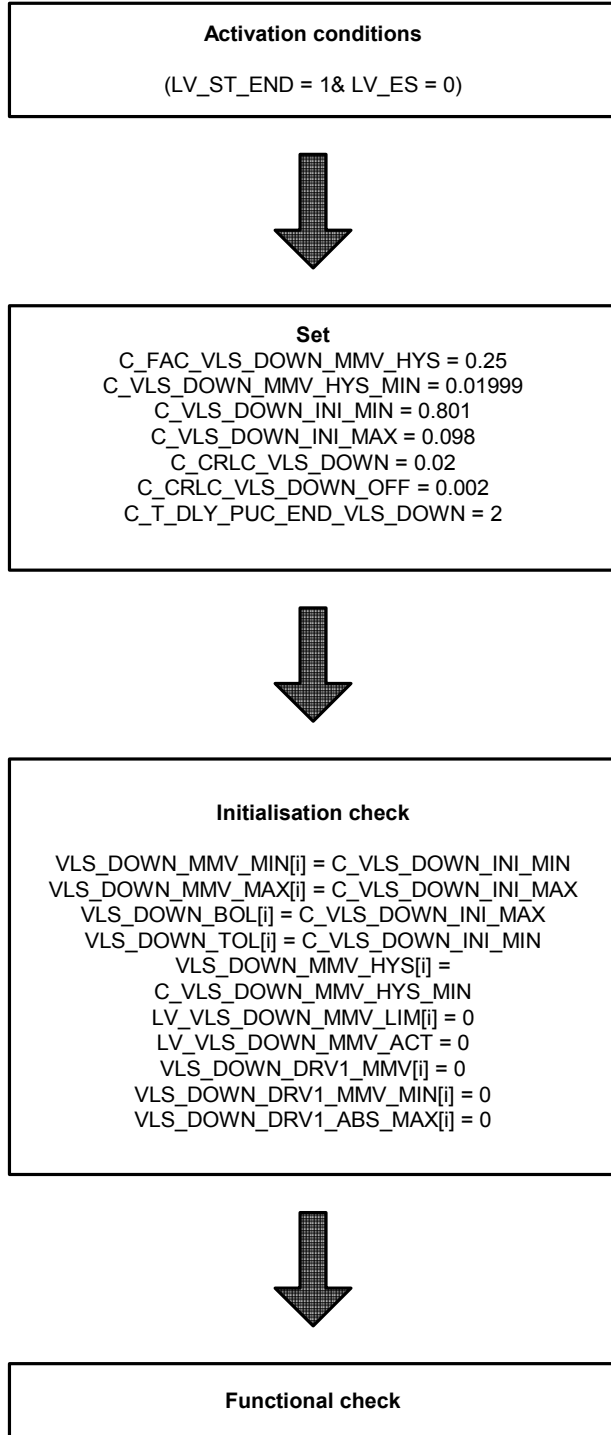 Activation conditions
(LV_ST_END = 1& LV_ES = 0)
Set
C_FAC_VLS_DOWN_MMV_HYS = 0.25
C_VLS_DOWN_MMV_HYS_MIN = 0.01999
C_VLS_DOWN_INI_MIN = 0.801
C_VLS_DOWN_INI_MAX = 0.098
C_CRLC_VLS_DOWN = 0.02
C_CRLC_VLS_DOWN_OFF = 0.002
C_T_DLY_PUC_END_VLS_DOWN = 2
Initialisation check
VLS_DOWN_MMV_MIN[i] = C_VLS_DOWN_INI_MIN
VLS_DOWN_MMV_MAX[i] = C_VLS_DOWN_INI_MAX
VLS_DOWN_BOL[i] = C_VLS_DOWN_INI_MAX
VLS_DOWN_TOL[i] = C_VLS_DOWN_INI_MIN
VLS_DOWN_MMV_HYS[i] =
C_VLS_DOWN_MMV_HYS_MIN
LV_VLS_DOWN_MMV_LIM[i] = 0
LV_VLS_DOWN_MMV_ACT = 0
VLS_DOWN_DRV1_MMV[i] = 0
VLS_DOWN_DRV1_MMV_MIN[i] = 0
VLS_DOWN_DRV1_ABS_MAX[i] = 0
Functional check